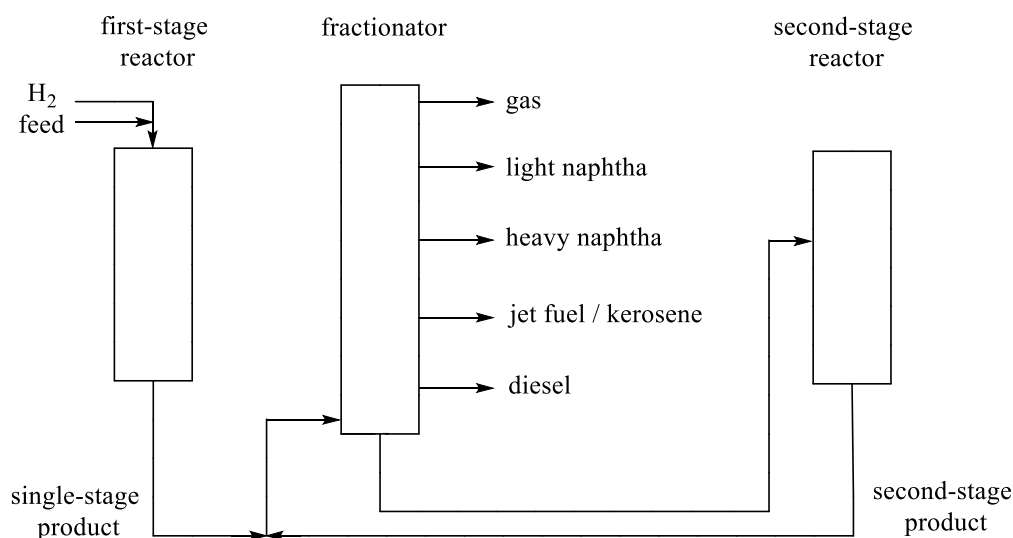 first-stage
reactor
fractionator
second-stage
reactor
H2
feed
gas
light naphtha
heavy naphtha
jet fuel / kerosene
diesel
single-stage
product
second-stage
product